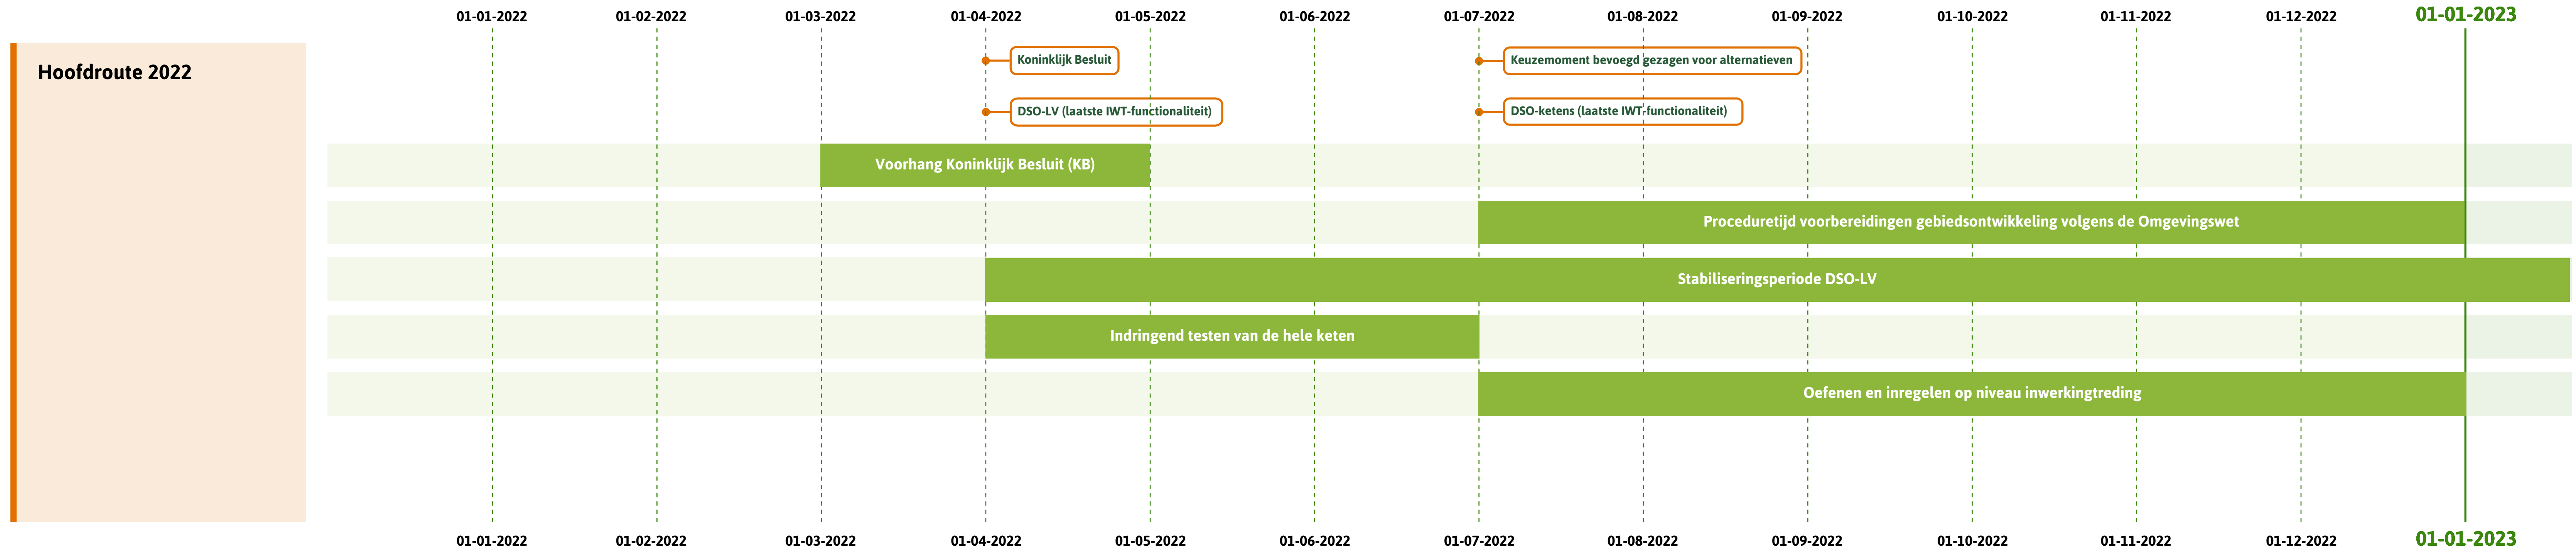 01-01-2022 01-02-2022 01-03-2022 01-04-2022 01-05-2022 01-06-2022 01-07-2022 01-08-2022 01-09-2022 01-10-2022 01-11-2022 01-12-2022 01-01-2023
Hoofdroute 2022
Koninklijk Besluit
Keuzemoment bevoegd gezagen voor alternatieven
DSO-LV (laatste IWT-functionaliteit)
DSO-ketens (laatste IWT-functionaliteit)
Voorhang Koninklijk Besluit (KB)
Proceduretijd voorbereidingen gebiedsontwikkeling volgens de Omgevingswet
Stabiliseringsperiode DSO-LV
Indringend testen van de hele keten
Oefenen en inregelen op niveau inwerkingtreding
01-01-2022 01-02-2022 01-03-2022 01-04-2022 01-05-2022 01-06-2022 01-07-2022 01-08-2022 01-09-2022 01-10-2022 01-11-2022 01-12-2022 01-01-2023